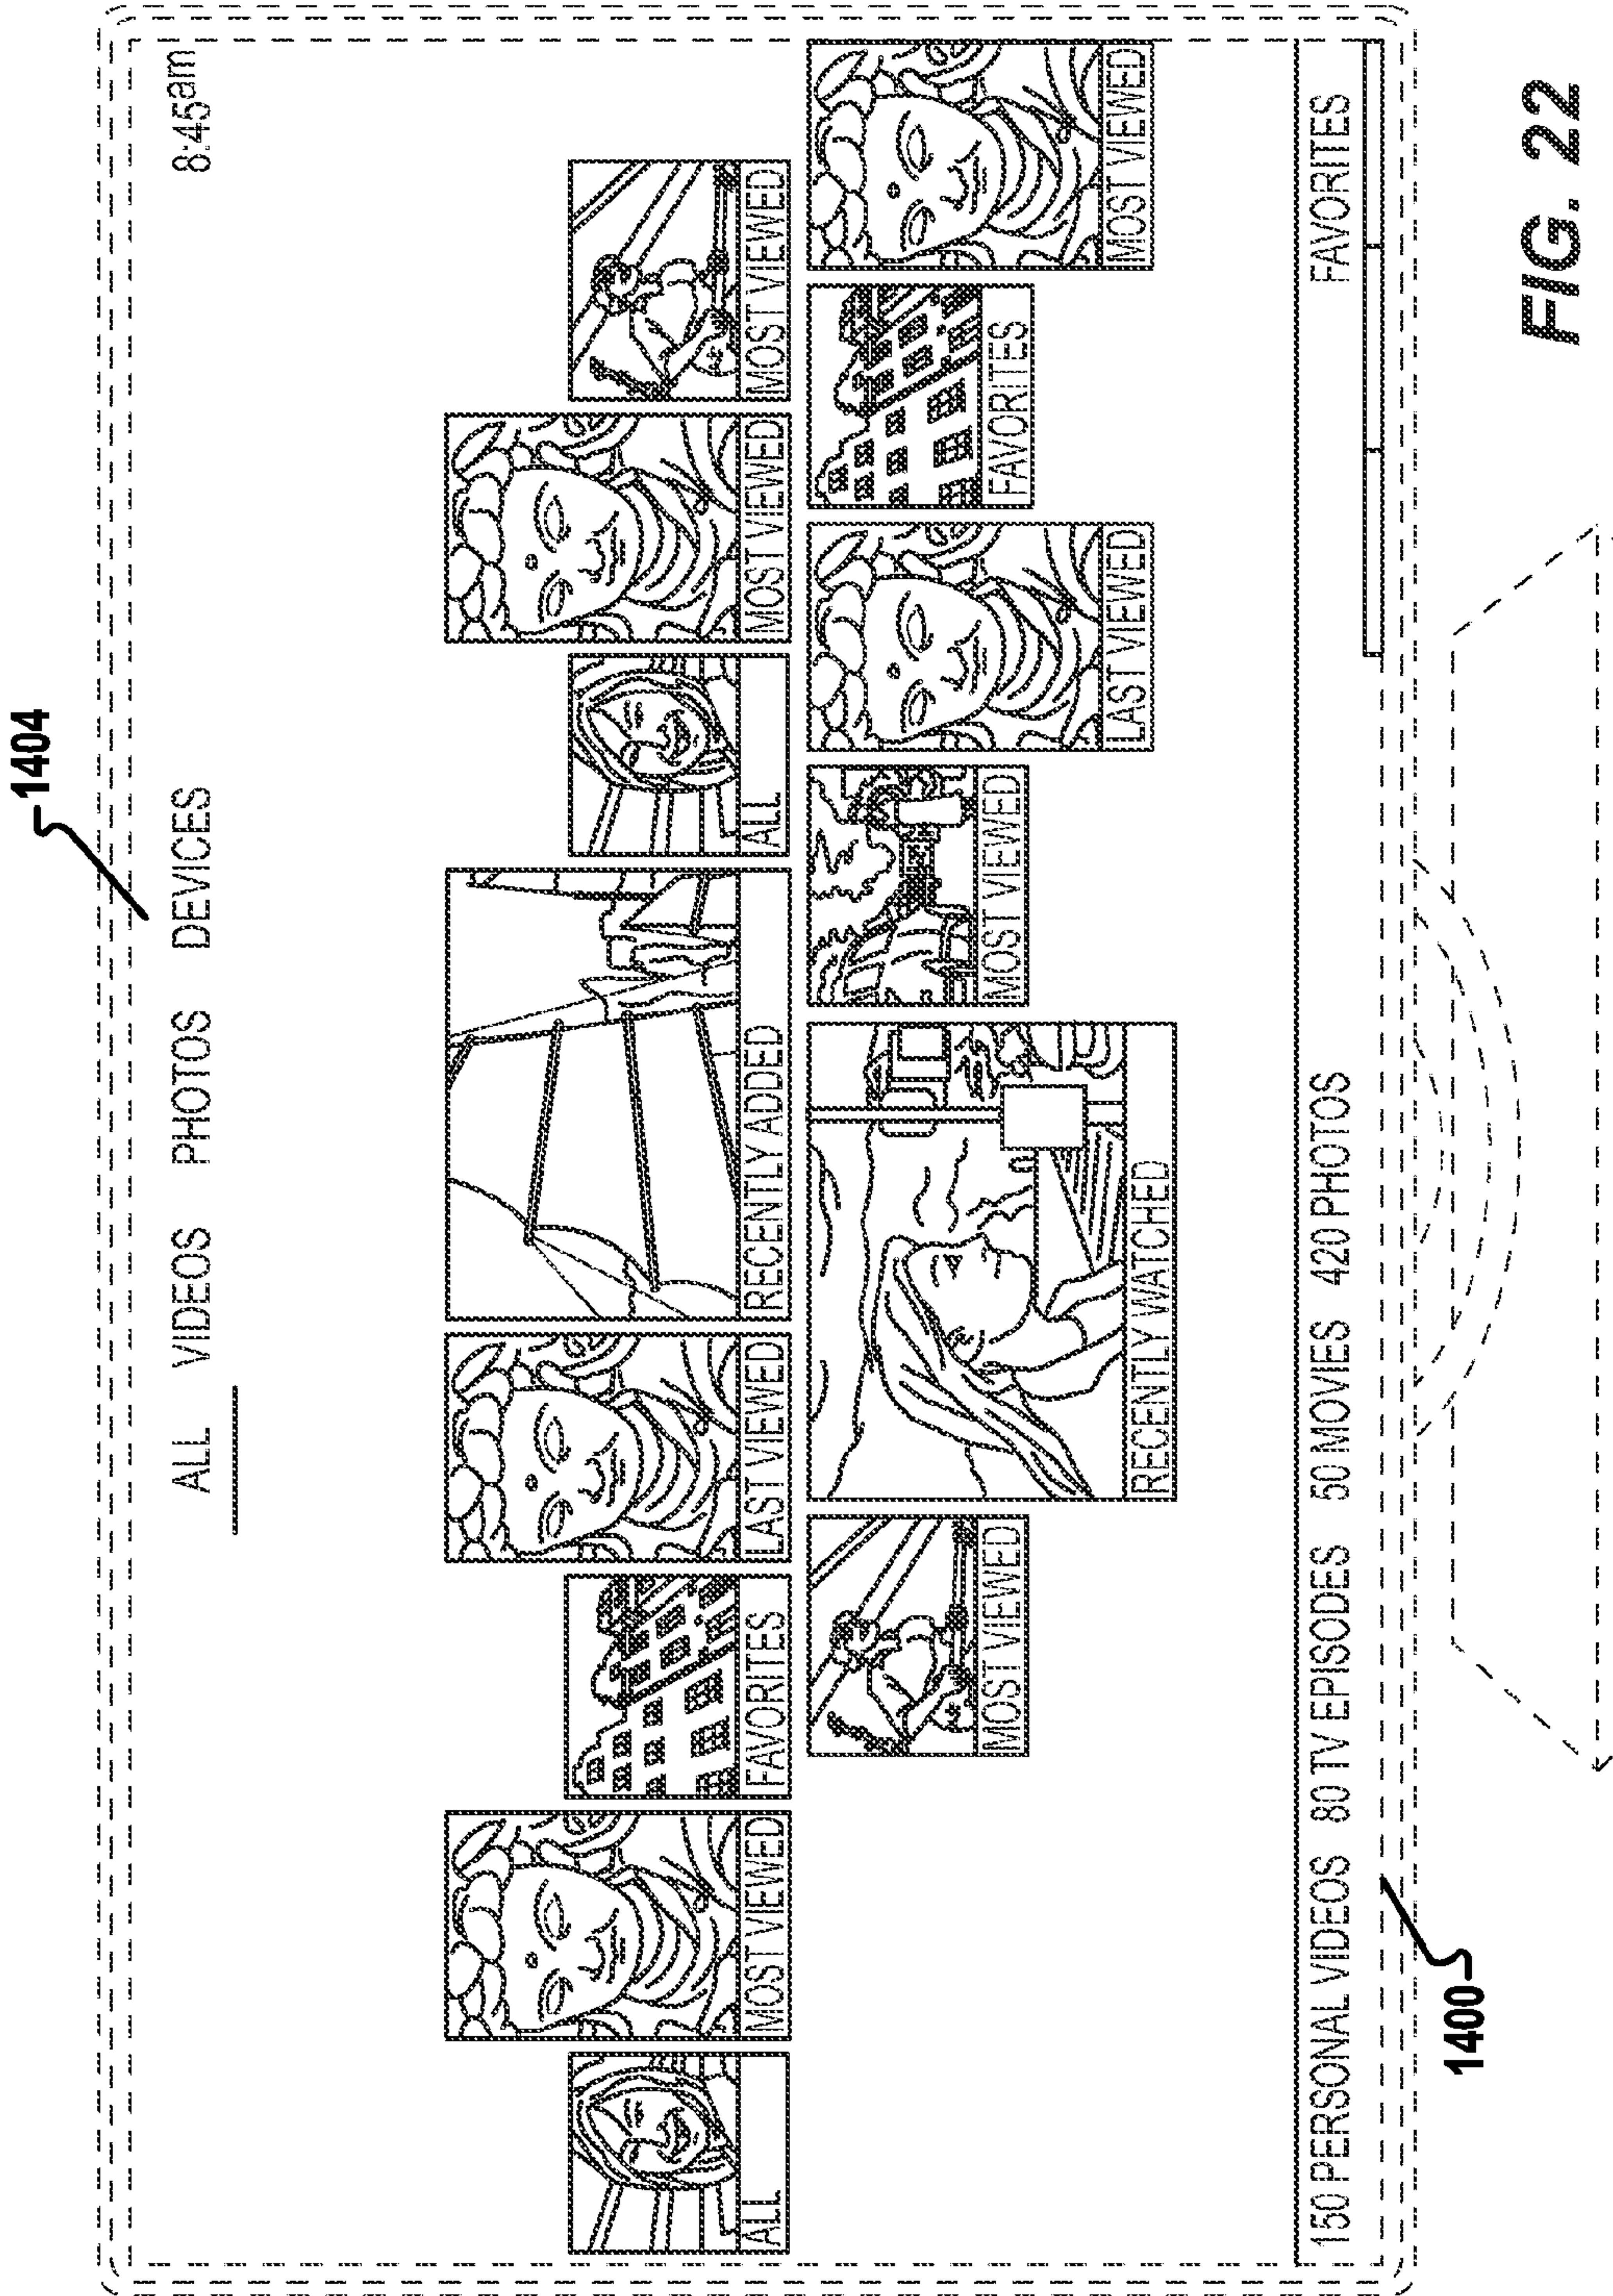 1404
ALL VIDEOS PHOTOS DEVICES 8:45am
ALL
MOST VIEWED
FAVORITES
LAST VIEWED
RECENTLY ADDED
ALL
MOST VIEWED
MOST VIEWED
MOST VIEWED
RECENTLY WATCHED
MOST VIEWED
LAST VIEWED
FAVORITES
MOST VIEWED
150 PERSONAL VIDEOS 80 TV EPISODES 50 MOVIES 420 PHOTOS FAVORITES
1400
FIG. 22